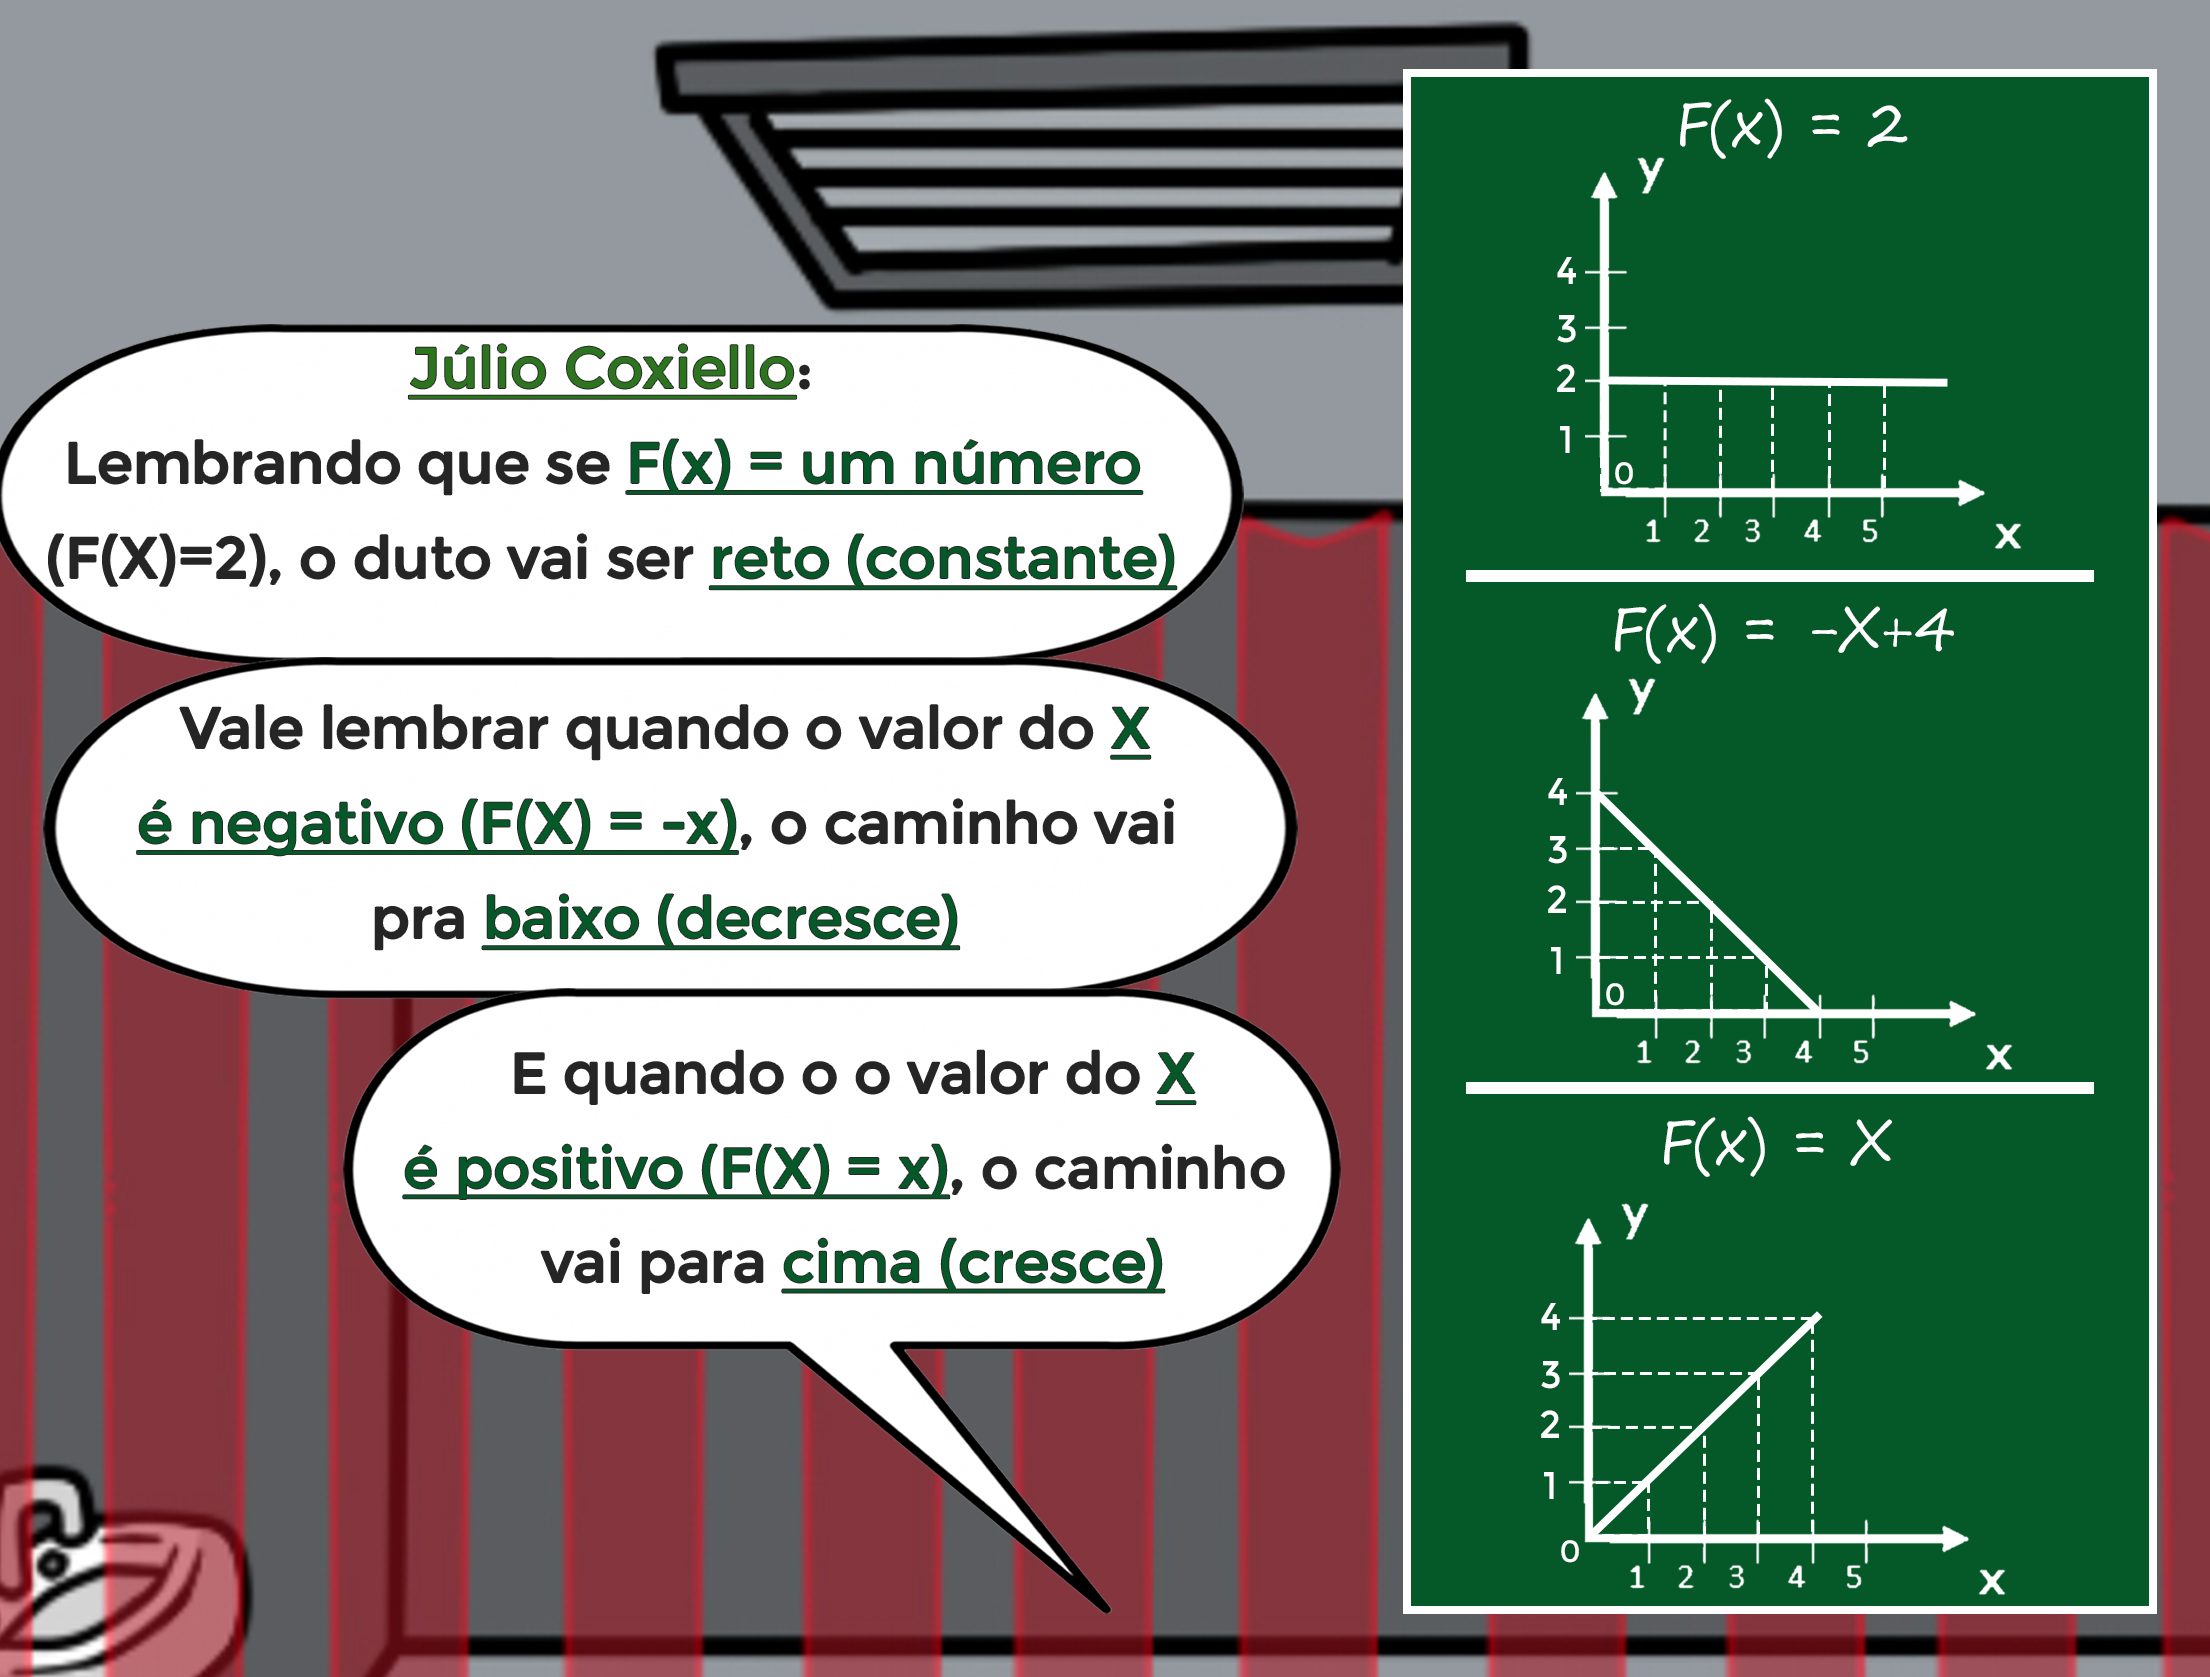 Júlio Coxiello:
Lembrando que se F(x) = um número
(F(X)=2), o duto vai ser reto (constante)
Vale lembrar quando o valor do X
é negativo (F(X) = -x), o caminho vai
pra baixo (decresce)
E quando o o valor do X
é positivo (F(X) = x), o caminho
vai para cima (cresce)
F(x) = 2
y
4
3
2
1
0
1 2 3 4 5
x
F(x) = -X+4
y
4
3
2
1
0
1 2 3 4 5
x
F(x) = X
y
4
3
2
1
0
1 2 3 4 5
x